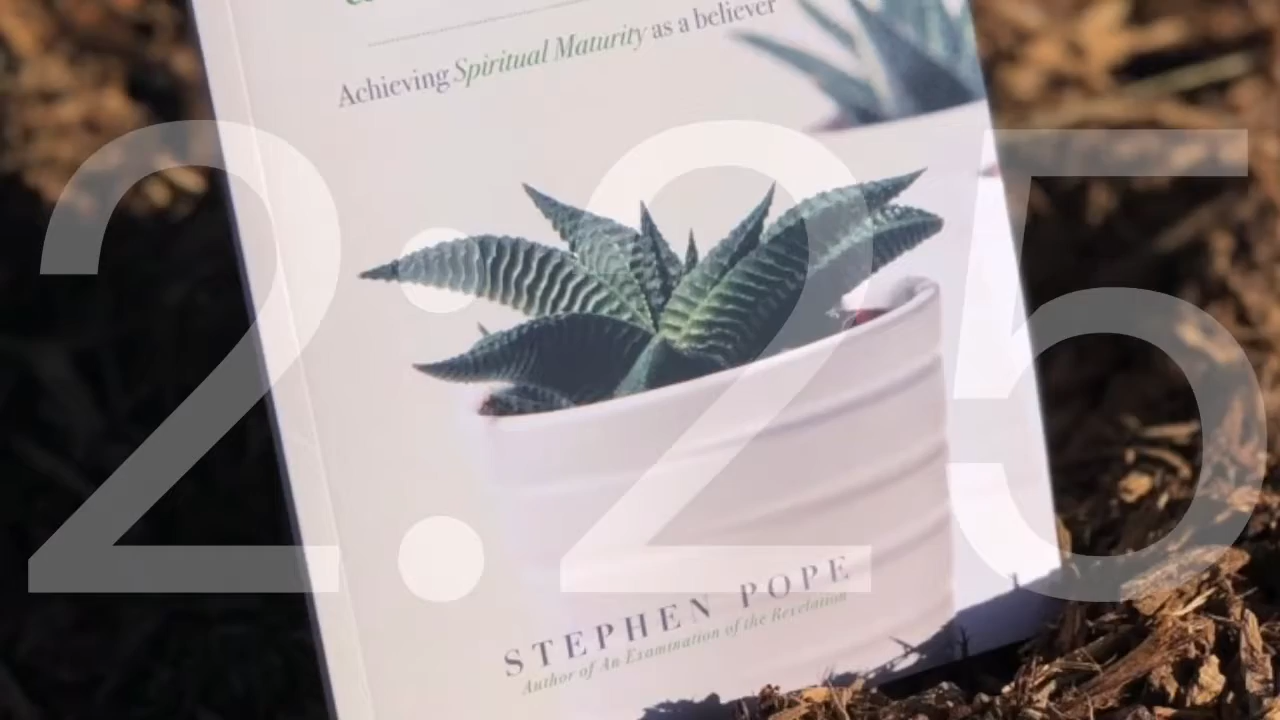 Achieving Spiritual Maturity as a believer
2:25
STEPHEN POPE
Author of An Examination of the Revelation